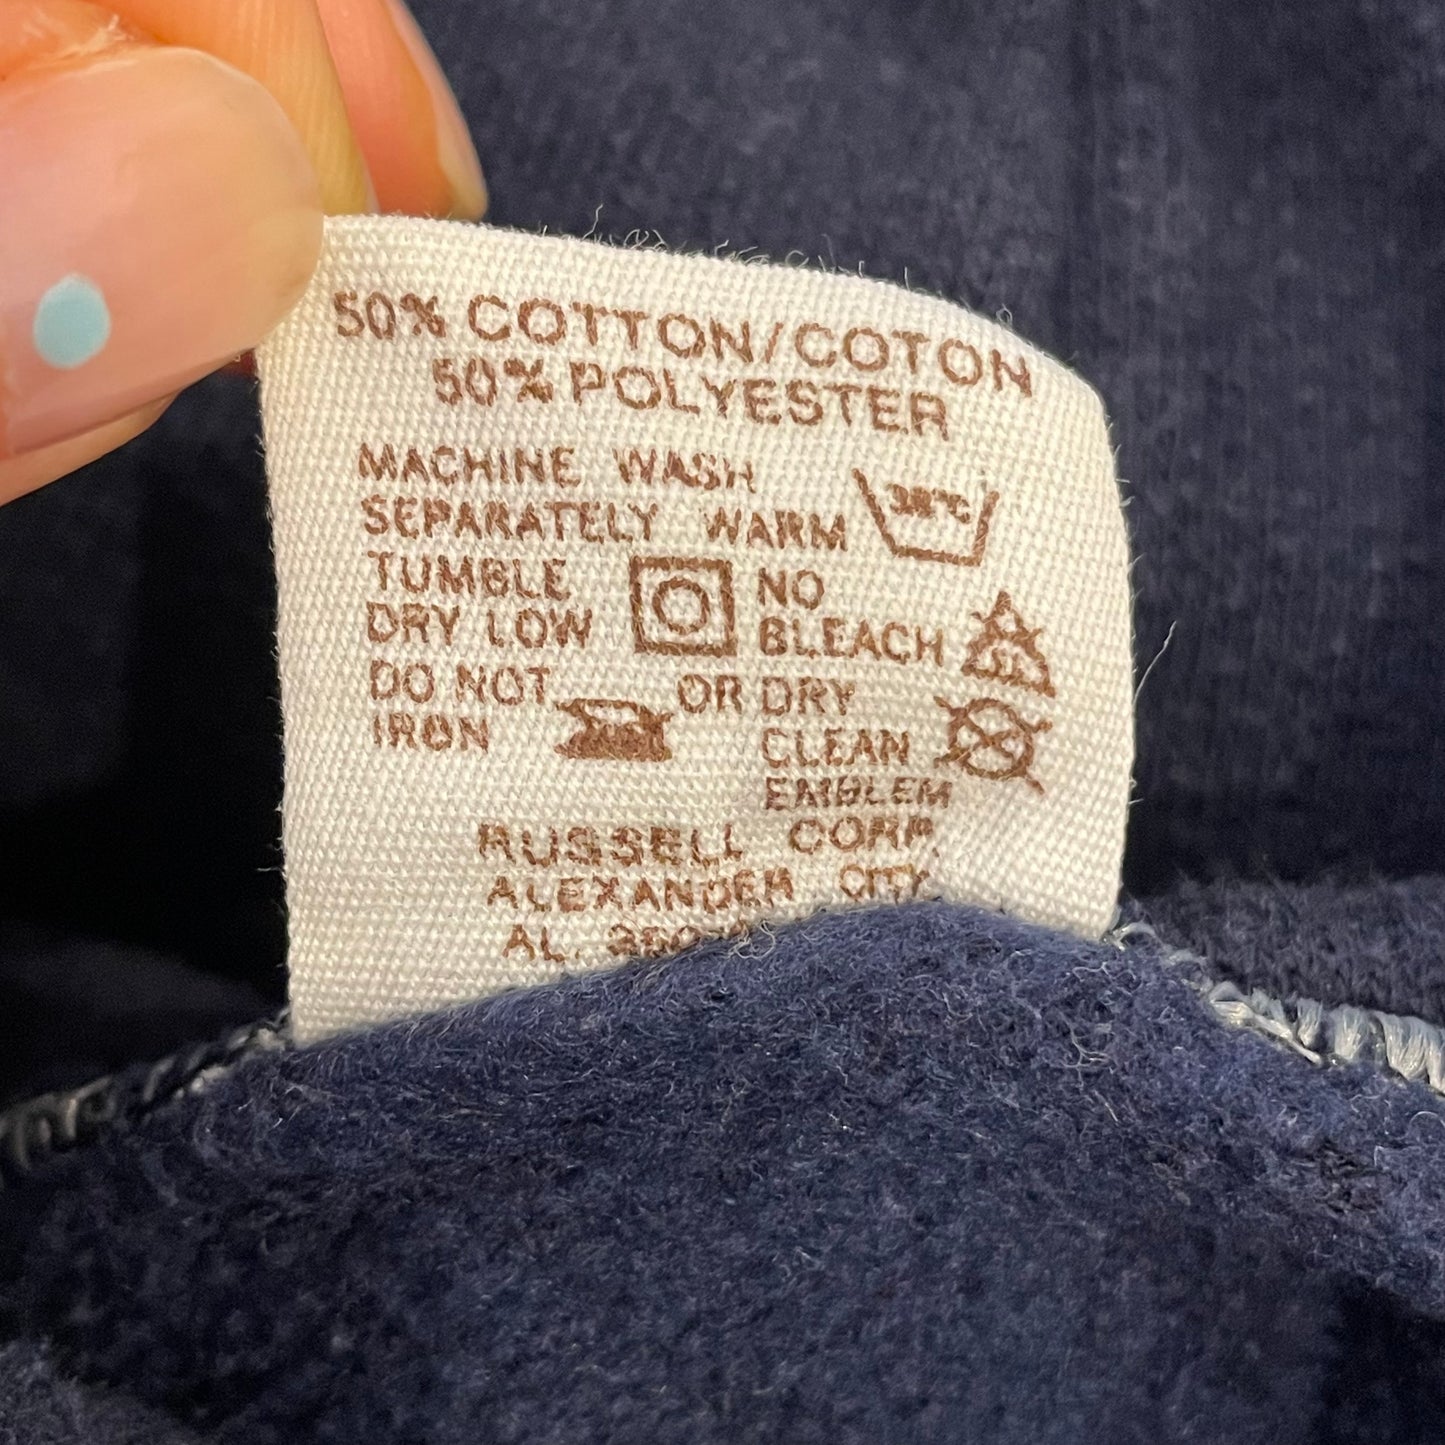 50% COTTON/COTON
50% POLYESTER
MACHINE WASH
SEPARATELY WARM
38°C
TUMBLE
DRY LOW
NO
BLEACH
DO NOT
IRON
OR DRY
CLEAN
EMBLEM
RUSSELL CORP.
ALEXANDER CITY,
AL.